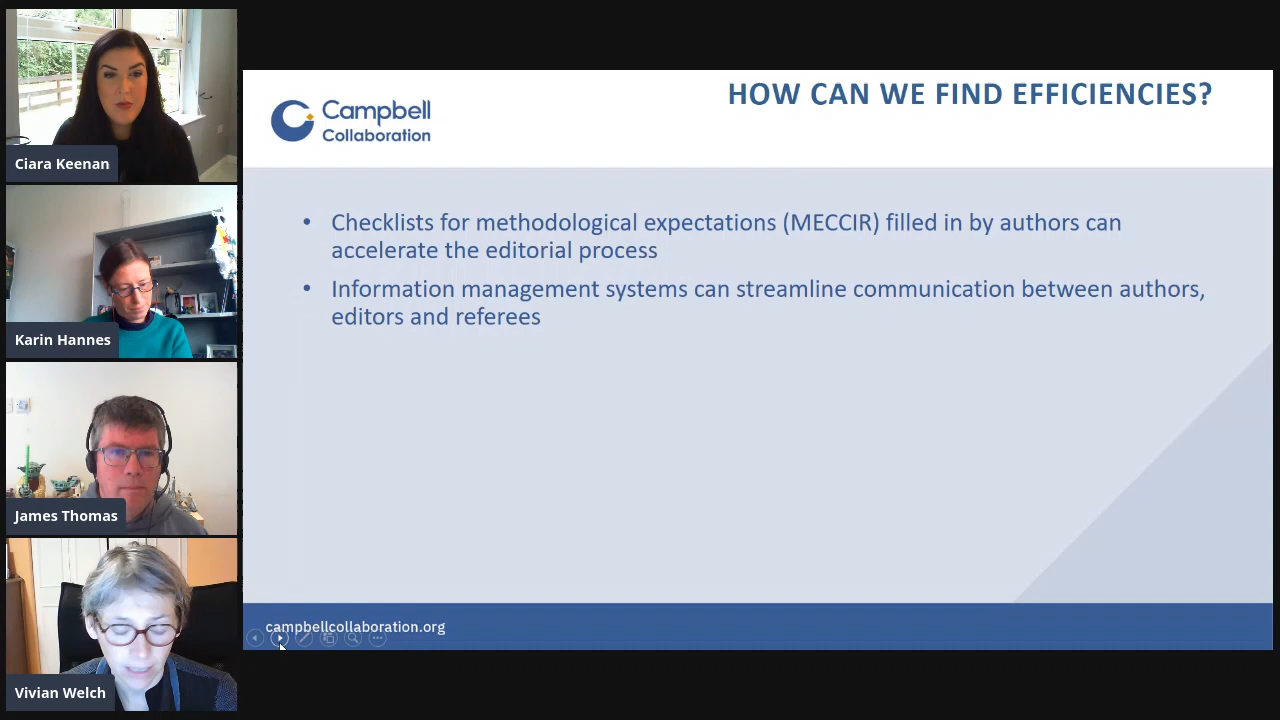 Ciara Keenan
Karin Hannes
James Thomas
Vivian Welch
Campbell
Collaboration
HOW CAN WE FIND EFFICIENCIES?
• Checklists for methodological expectations (MECCIR) filled in by authors can
accelerate the editorial process
• Information management systems can streamline communication between authors,
editors and referees
campbellcollaboration.org